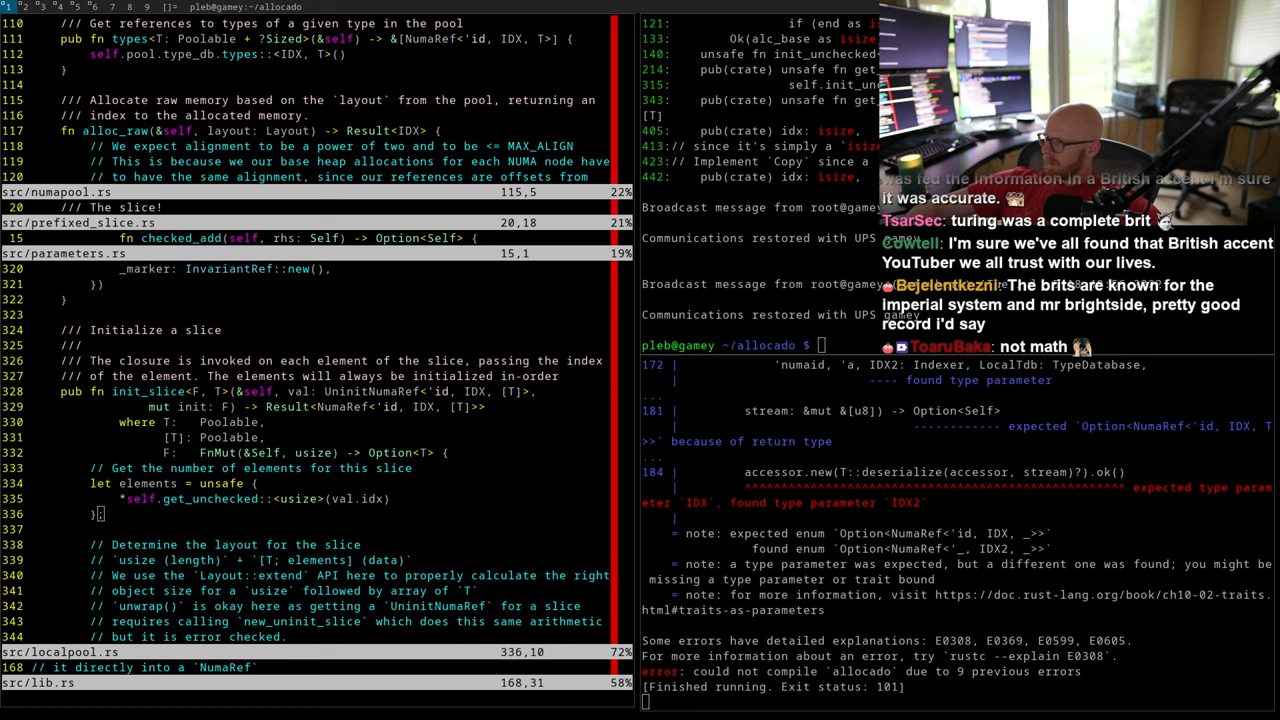 1 2 3 4 5 6 7 8 9 []= pleb@gamey:~/allocado
110     /// Get references to types of a given type in the pool
111     pub fn types<T: Poolable + ?Sized>(&self) -> &[NumaRef<'id, IDX, T>] {
112         self.pool.type_db.types::<IDX, T>()
113     }
114
115     /// Allocate raw memory based on the `layout` from the pool, returning an
116     /// index to the allocated memory.
117     fn alloc_raw(&self, layout: Layout) -> Result<IDX> {
118         // We expect alignment to be a power of two and to be <= MAX_ALIGN
119         // This is because we our base heap allocations for each NUMA node have
120         // to have the same alignment, since our references are offsets from
src/numapool.rs 115,5 22%
20     /// The slice!
src/prefixed_slice.rs 20,18 21%
15             fn checked_add(self, rhs: Self) -> Option<Self> {
src/parameters.rs 15,1 19%
320             _marker: InvariantRef::new(),
321         })
322     }
323
324     /// Initialize a slice
325     ///
326     /// The closure is invoked on each element of the slice, passing the index
327     /// of the element. The elements will always be initialized in-order
328     pub fn init_slice<F, T>(&self, val: UninitNumaRef<'id, IDX, [T]>,
329                 mut init: F) -> Result<NumaRef<'id, IDX, [T]>>
330             where T:   Poolable,
331                   [T]: Poolable,
332                   F:   FnMut(&Self, usize) -> Option<T> {
333         // Get the number of elements for this slice
334         let elements = unsafe {
335             *self.get_unchecked::<usize>(val.idx)
336         };
337
338         // Determine the layout for the slice
339         // `usize (length)` + `[T; elements] (data)`
340         // We use the `Layout::extend` API here to properly calculate the right
341         // object size for a `usize` followed by array of `T`
342         // `unwrap()` is okay here as getting a `UninitNumaRef` for a slice
343         // requires calling `new_uninit_slice` which does this same arithmetic
344         // but it is error checked.
src/localpool.rs 336,10 72%
168 // it directly into a `NumaRef`
src/lib.rs 168,31 58%
121:                if (end as is
133:        Ok(alc_base as isize
140:    unsafe fn init_unchecked
214:    pub(crate) unsafe fn get_
315:                self.init_unc
343:    pub(crate) unsafe fn get_
[T]
405:    pub(crate) idx: isize,
413:// since it's simply a `isize
423:// Implement `Copy` since a
442:    pub(crate) idx: isize,
Broadcast message from root@gamey
Communications restored with UPS gamey
Broadcast message from root@gamey
Communications restored with UPS gamey
pleb@gamey ~/allocado $
172 |             'numaid, 'a, IDX2: Indexer, LocalTdb: TypeDatabase,
    |                          ---- found type parameter
...
181 |         stream: &mut &[u8]) -> Option<Self>
    |                                ------------ expected `Option<NumaRef<'id, IDX, T
>>` because of return type
...
184 |         accessor.new(T::deserialize(accessor, stream)?).ok()
    |         ^^^^^^^^^^^^^^^^^^^^^^^^^^^^^^^^^^^^^^^^^^^^^^^^^^^^ expected type param
eter `IDX`, found type parameter `IDX2`
    |
    = note: expected enum `Option<NumaRef<'id, IDX, _>>`
               found enum `Option<NumaRef<'_, IDX2, _>>`
    = note: a type parameter was expected, but a different one was found; you might be
 missing a type parameter or trait bound
    = note: for more information, visit https://doc.rust-lang.org/book/ch10-02-traits.
html#traits-as-parameters
Some errors have detailed explanations: E0308, E0369, E0599, E0605.
For more information about an error, try `rustc --explain E0308`.
error: could not compile `allocado` due to 9 previous errors
[Finished running. Exit status: 101]
was fed the information in a British accent I'm sure
it was accurate.
TsarSec: turing was a complete brit
Cowtell: I'm sure we've all found that British accent
YouTuber we all trust with our lives.
Bejelentkezni: The brits are known for the
imperial system and mr brightside, pretty good
record i'd say
ToaruBaka: not math